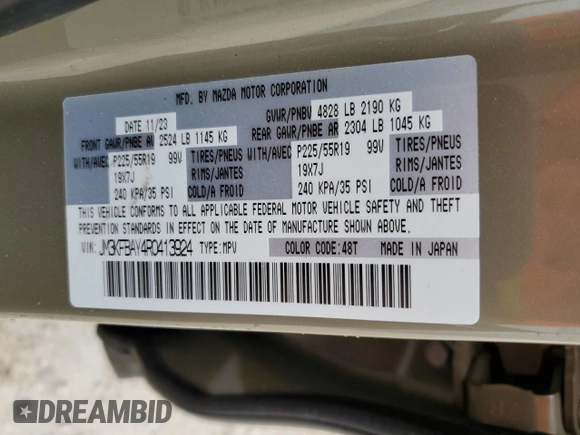 MFD. BY MAZDA MOTOR CORPORATION
DATE 11/23 GVWR/PNBV 4828 LB 2190 KG
FRONT GAWR/PNBE AV 2524 LB 1145 KG REAR GAWR/PNBE AR 2304 LB 1045 KG
WITH/AVEC P225/55R19 99V TIRES/PNEUS WITH/AVEC P225/55R19 99V TIRES/PNEUS
19X7J RIMS/JANTES 19X7J RIMS/JANTES
240 KPA/35 PSI COLD/A FROID 240 KPA/35 PSI COLD/A FROID
THIS VEHICLE CONFORMS TO ALL APPLICABLE FEDERAL MOTOR VEHICLE SAFETY AND THEFT
PREVENTION STANDARDS IN EFFECT ON THE DATE OF MANUFACTURE SHOWN ABOVE.
JM3KFBAY4R0413924 TYPE:MPV COLOR CODE:48T MADE IN JAPAN
DREAMBID